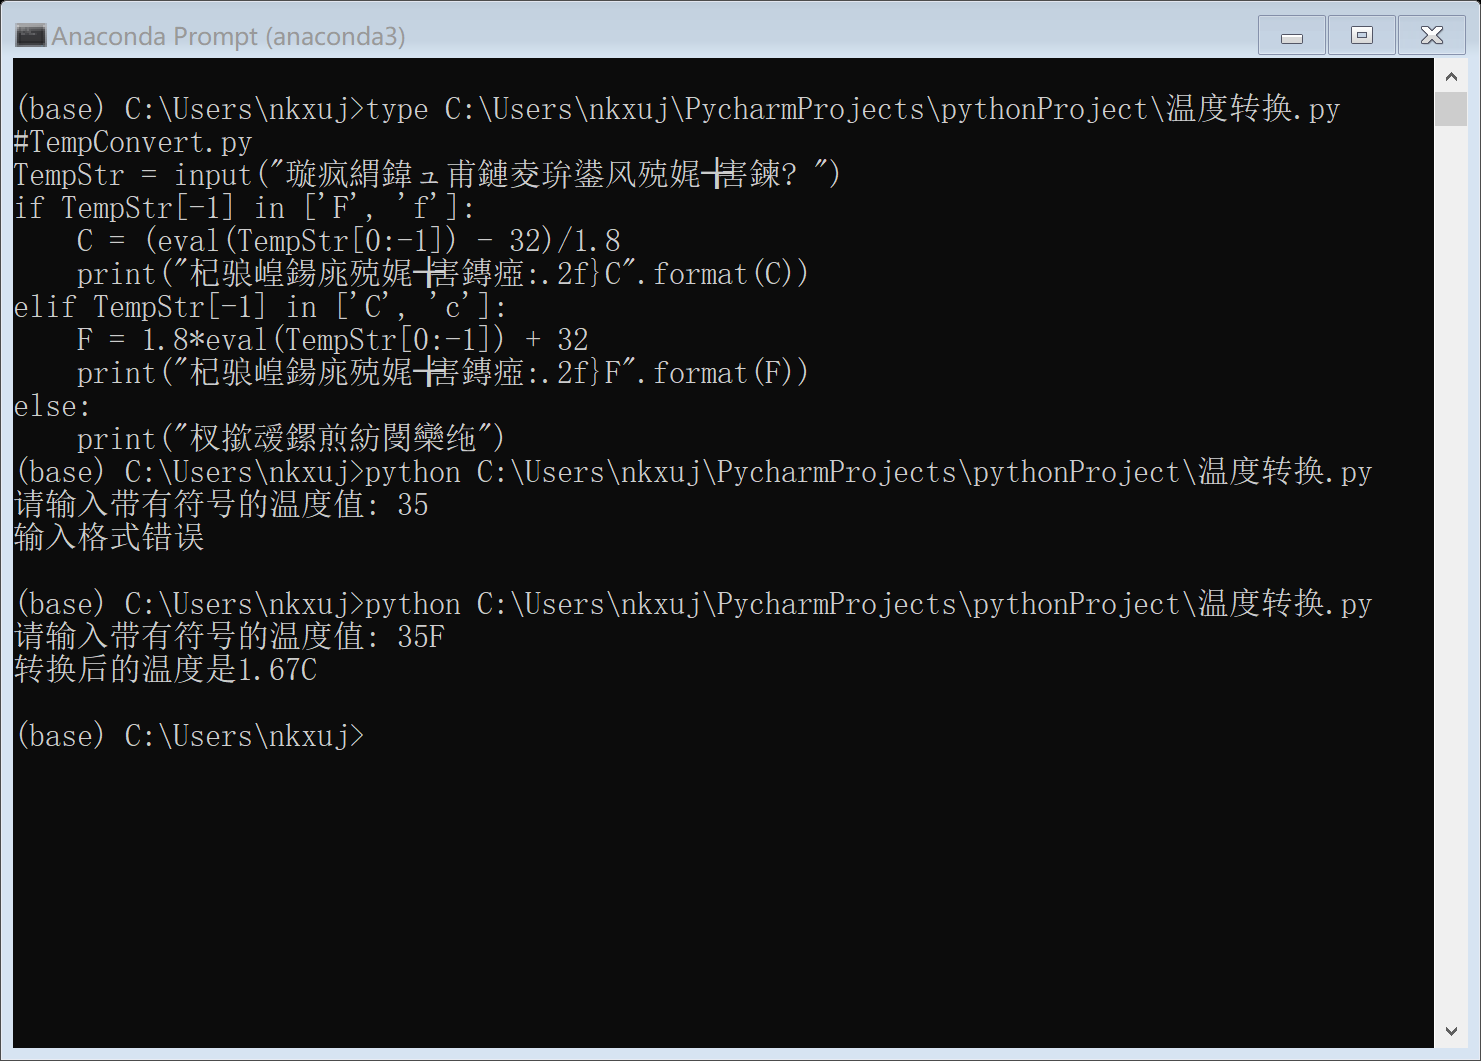 Anaconda Prompt (anaconda3)
(base) C:\Users\nkxuj>type C:\Users\nkxuj\PycharmProjects\pythonProject\温度转换.py
#TempConvert.py
TempStr = input("璇疯緭鍏ュ甫鏈夌玢鍙风殑娓╁害鍊? ")
if TempStr[-1] in ['F', 'f']:
    C = (eval(TempStr[0:-1]) - 32)/1.8
    print("杞崲鍚庣殑娓╁害鏄痆:.2f}C".format(C))
elif TempStr[-1] in ['C', 'c']:
    F = 1.8*eval(TempStr[0:-1]) + 32
    print("杞崲鍚庣殑娓╁害鏄痆:.2f}F".format(F))
else:
    print("杈撳叆鏍煎紡閿欒")
(base) C:\Users\nkxuj>python C:\Users\nkxuj\PycharmProjects\pythonProject\温度转换.py
请输入带有符号的温度值: 35
输入格式错误
(base) C:\Users\nkxuj>python C:\Users\nkxuj\PycharmProjects\pythonProject\温度转换.py
请输入带有符号的温度值: 35F
转换后的温度是1.67C
(base) C:\Users\nkxuj>